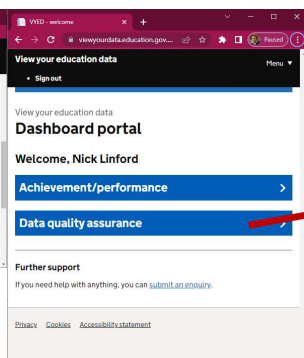 VYED - welcome
viewyourdata.education.gov....
Paused
View your education data
Menu ▼
• Sign out
View your education data
Dashboard portal
Welcome, Nick Linford
Achievement/performance
Data quality assurance
Further support
If you need help with anything, you can submit an enquiry.
Privacy Cookies Accessibility statement